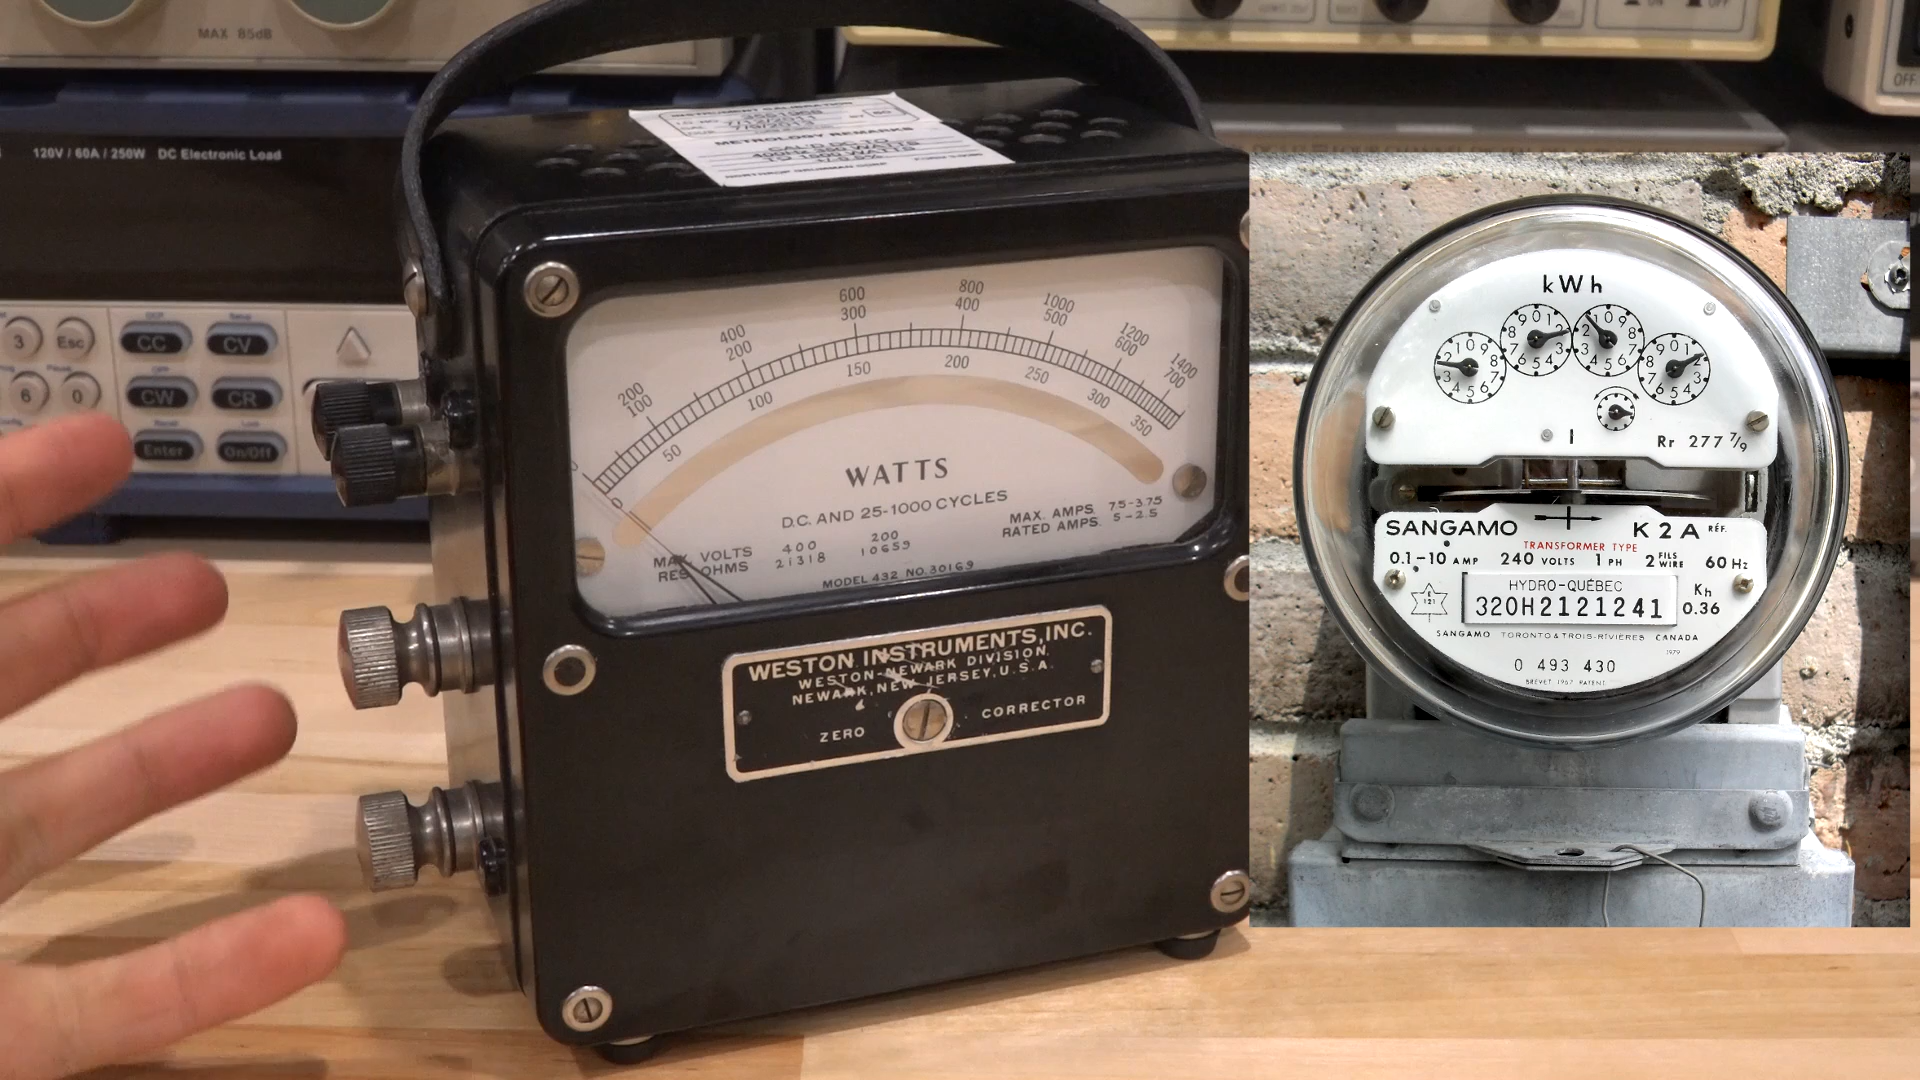 MAX 85dB
120V / 60A / 250W DC Electronic Load
3 Esc
6 0
CC CV
CW CR
Enter On/Off
OFF
METROLOGY REMARKS
200 400 600 800 1000 1200 1400
100 200 300 400 500 600 700
0 50 100 150 200 250 300 350
WATTS
D.C. AND 25-1000 CYCLES
MAX. VOLTS 400 200
RES. OHMS 21318 10659
MAX. AMPS. 7.5-3.75
RATED AMPS. 5-2.5
MODEL 432 NO. 30169
WESTON INSTRUMENTS, INC.
WESTON-NEWARK DIVISION
NEWARK, NEW JERSEY, U.S.A.
ZERO CORRECTOR
kWh
Rr 277 7/9
SANGAMO K2A RÉF.
TRANSFORMER TYPE
0.1-10 AMP 240 VOLTS 1 PH 2 FILS WIRE 60 Hz
HYDRO-QUÉBEC
320H2121241
Kh 0.36
SANGAMO TORONTO & TROIS-RIVIÈRES CANADA
1979
0 493 430
BREVET 1967 PATENT